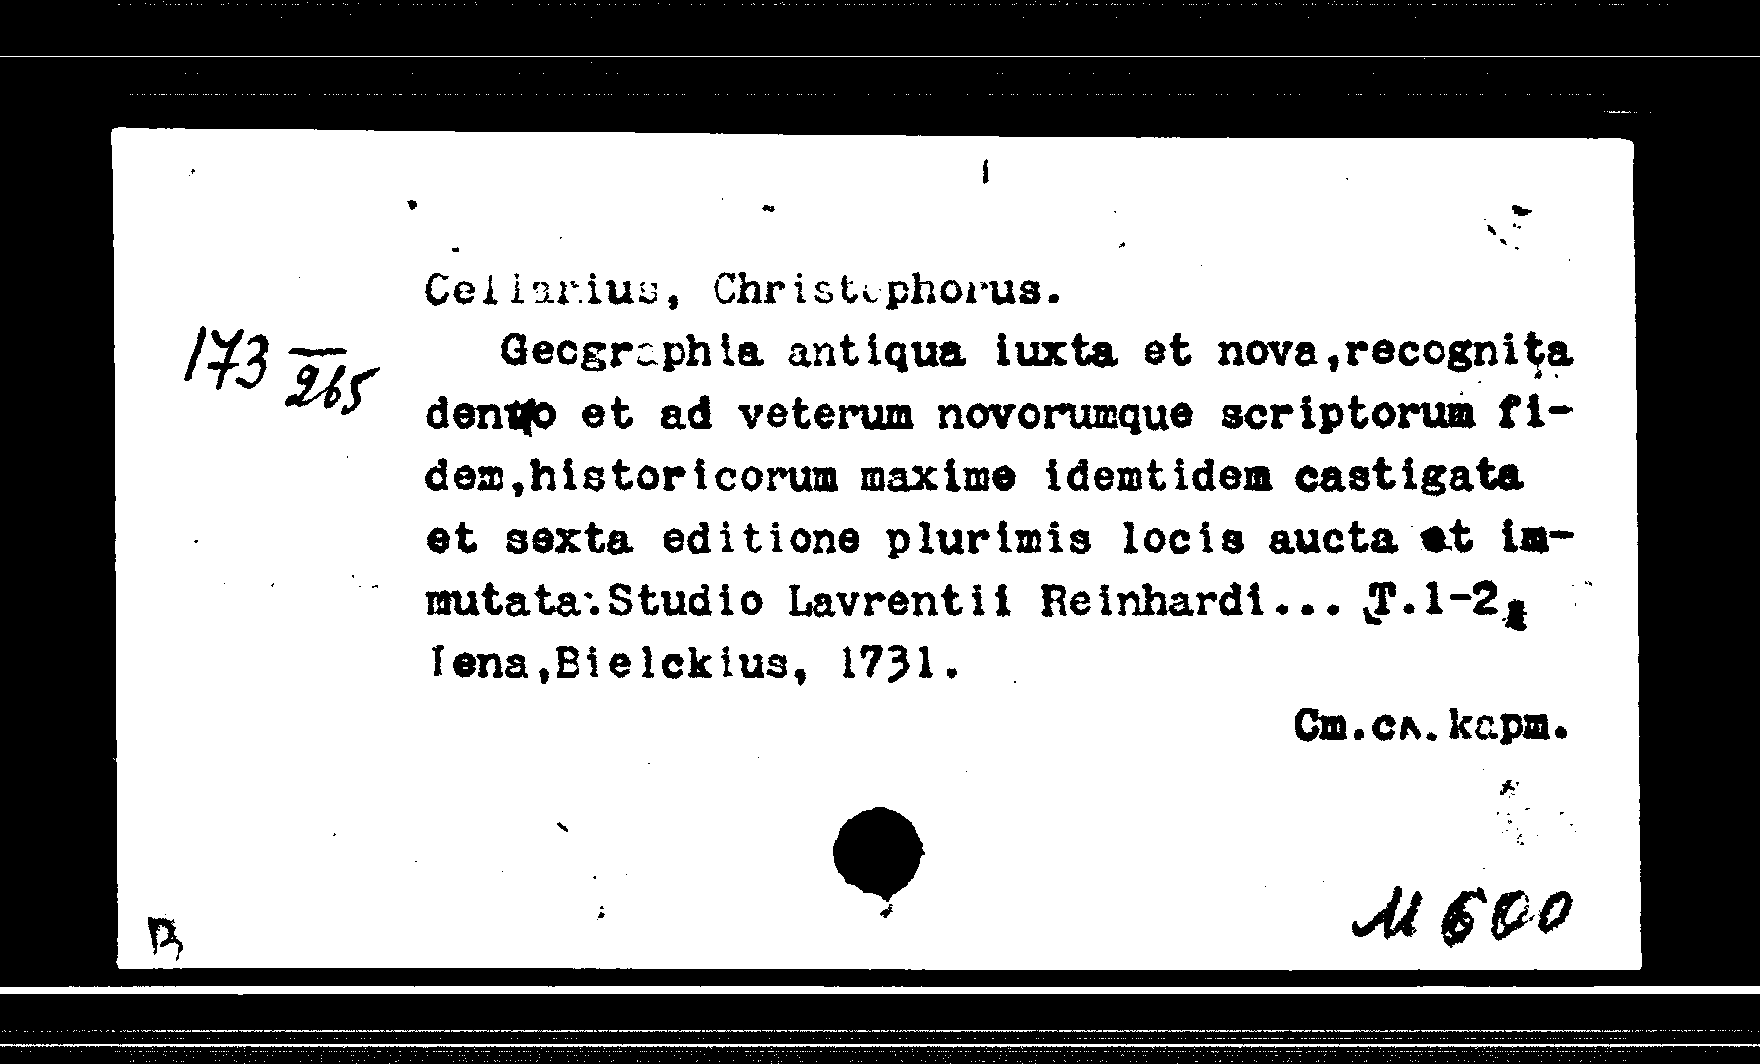 Cellarius, Christophorus.
173 265
Geographia antiqua iuxta et nova,recognita
denuo et ad veterum novorumque scriptorum fi-
dem,historicorum maxime idemtidem castigata
et sexta editione plurimis locis aucta et im-
mutata.Studio Lavrentii Reinhardi... T.1-2,
Iena,Bielckius, 1731.
См.сл.карт.
М 600